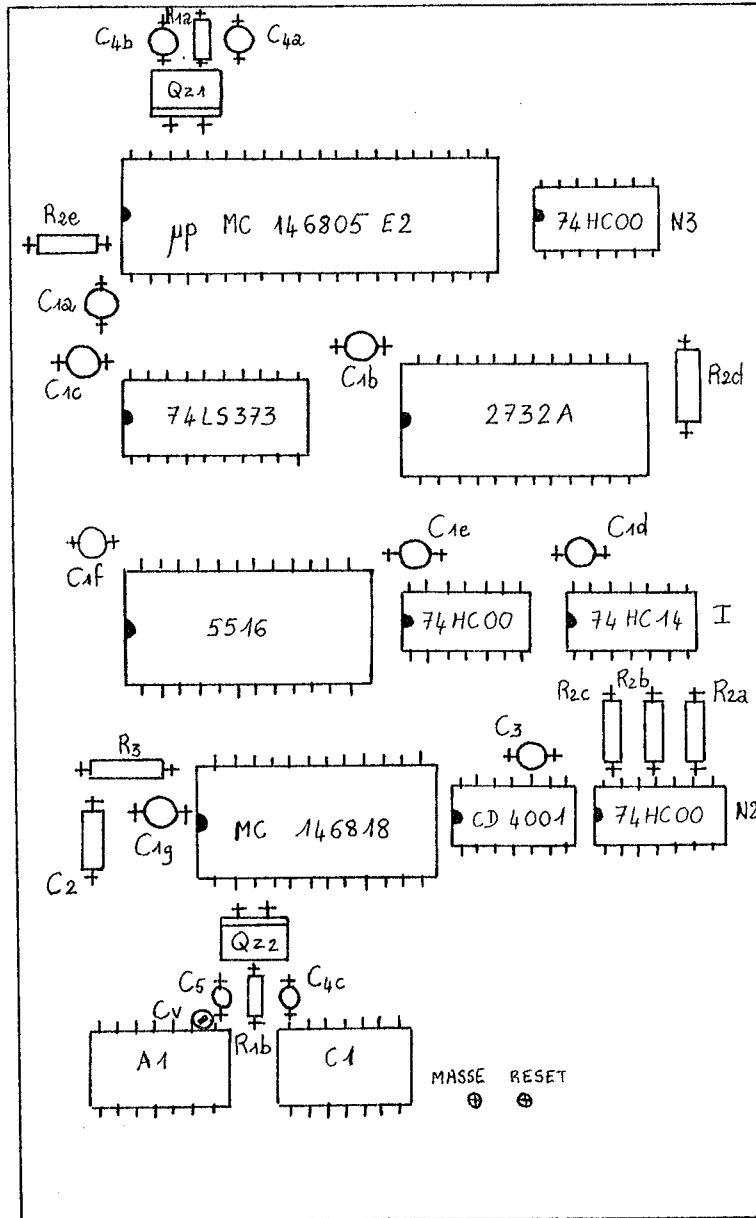 R1a
C4b
C4a
Qz1
R2e
µp MC 146805 E2
74HC00 N3
C1a
C1c
C1b
R2d
74LS373
2732A
C1f
C1e
C1d
5516
74HC00
74HC14 I
R2c R2b R2a
R3
C3
C1g
MC 146818
CD 4001
74HC00 N2
C2
Qz2
C5
C4c
Cv
R1b
A1
C1
MASSE RESET